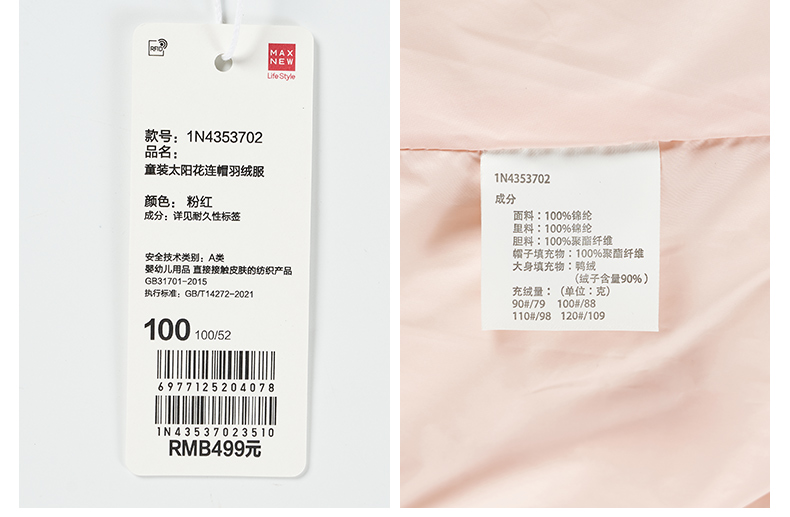 RFID
MAX
NEW
Life Style
款号：1N4353702
品名：
童装太阳花连帽羽绒服
颜色：粉红
成分：详见耐久性标签
安全技术类别：A类
婴幼儿用品 直接接触皮肤的纺织产品
GB31701-2015
执行标准：GB/T14272-2021
100 100/52
6977125204078
1N43537023510
RMB499元
1N4353702
成分
面料：100%锦纶
里料：100%锦纶
胆料：100%聚酯纤维
帽子填充物：100%聚酯纤维
大身填充物：鸭绒
（绒子含量90%）
充绒量：（单位：克）
90#/79 100#/88
110#/98 120#/109